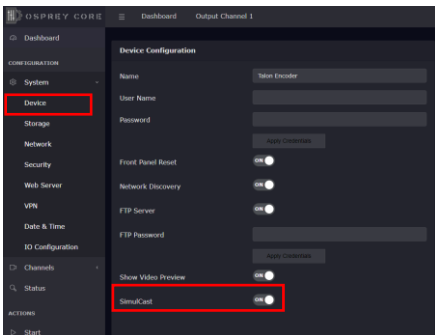 OSPREY CORE
Dashboard Output Channel 1
Dashboard
CONFIGURATION
System
Device
Storage
Network
Security
Web Server
VPN
Date & Time
IO Configuration
Channels
Status
ACTIONS
Start
Device Configuration
Name Talon Encoder
User Name
Password
Apply Credentials
Front Panel Reset ON
Network Discovery ON
FTP Server ON
FTP Password
Apply Credentials
Show Video Preview ON
SimulCast ON